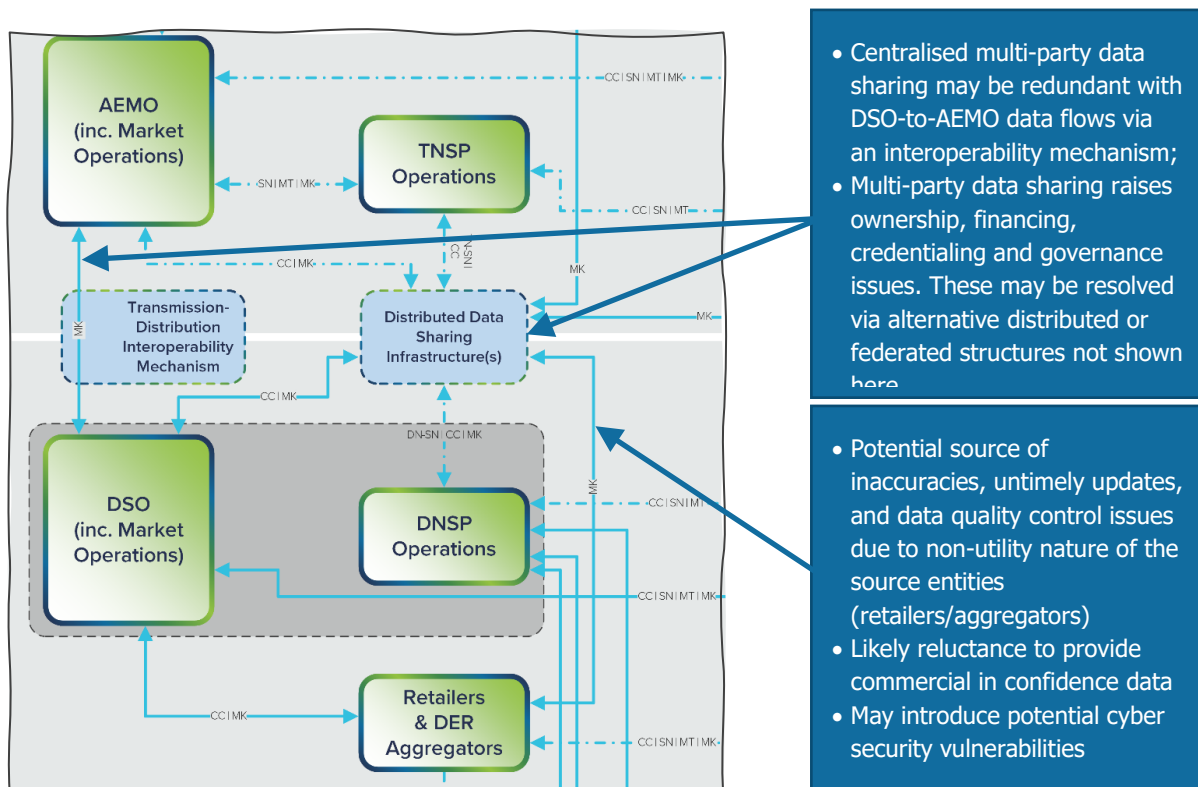 AEMO
(inc. Market
Operations)
CC | SN | MT | MK
TNSP
Operations
SN | MT | MK
CC | SN | MT
CC | MK
TN-SN |
CC
MK
MK
Transmission-
Distribution
Interoperability
Mechanism
Distributed Data
Sharing
Infrastructure(s)
MK
CC | MK
DN-SN | CC | MK
MK
DSO
(inc. Market
Operations)
DNSP
Operations
CC | SN | MT
CC | SN | MT | MK
Retailers
& DER
Aggregators
CC | MK
CC | SN | MT | MK
• Centralised multi-party data
sharing may be redundant with
DSO-to-AEMO data flows via
an interoperability mechanism;
• Multi-party data sharing raises
ownership, financing,
credentialing and governance
issues. These may be resolved
via alternative distributed or
federated structures not shown
here
• Potential source of
inaccuracies, untimely updates,
and data quality control issues
due to non-utility nature of the
source entities
(retailers/aggregators)
• Likely reluctance to provide
commercial in confidence data
• May introduce potential cyber
security vulnerabilities